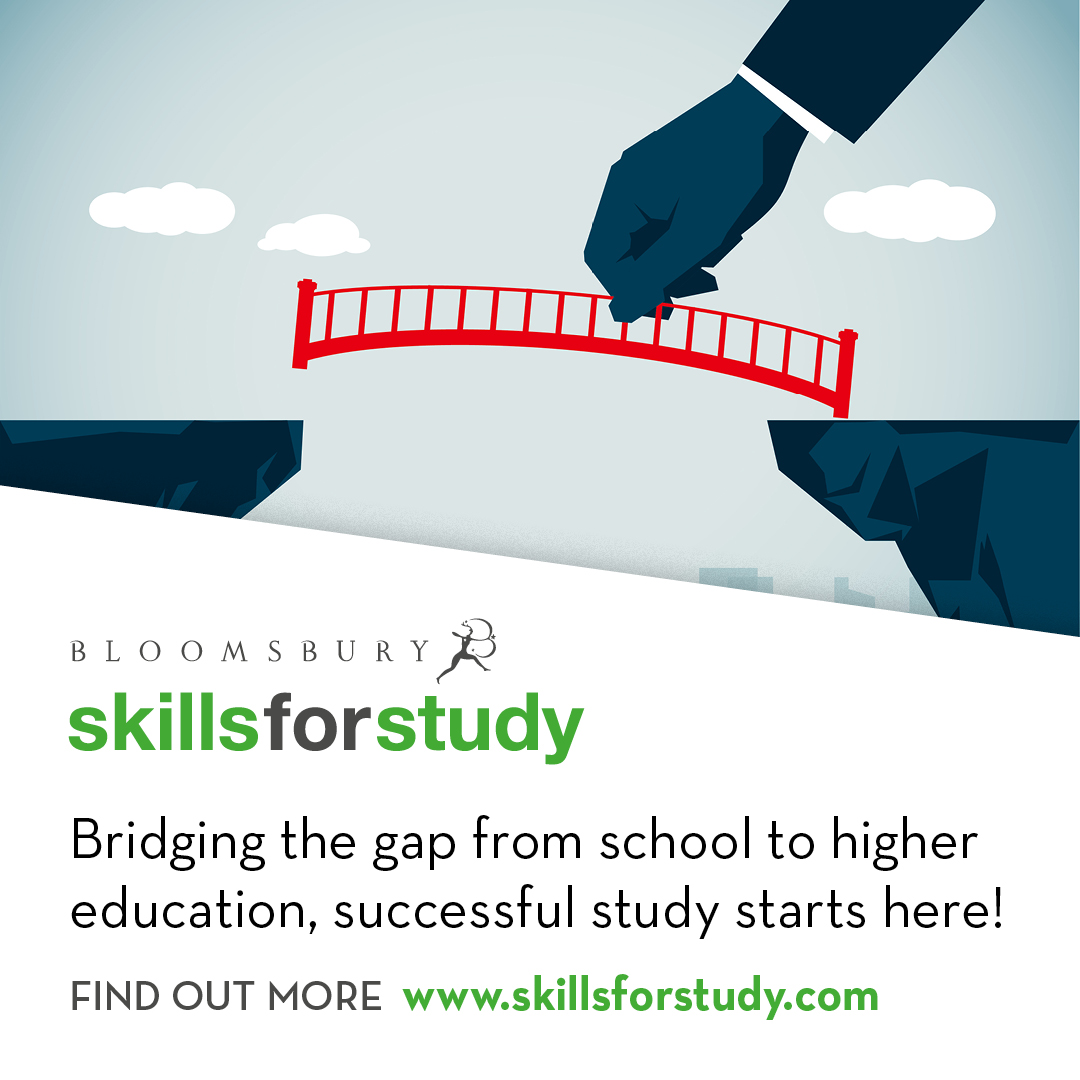 BLOOMSBURY
skillsforstudy
Bridging the gap from school to higher
education, successful study starts here!
FIND OUT MORE www.skillsforstudy.com